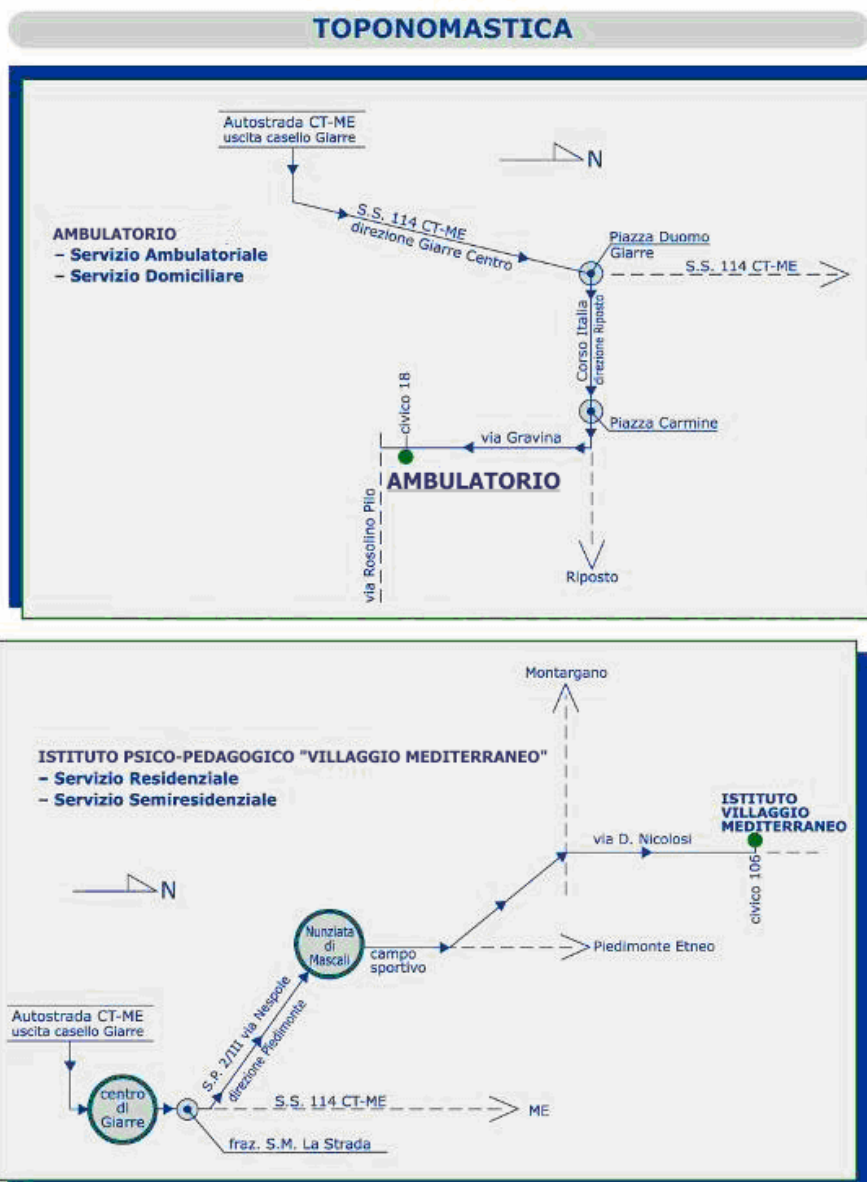 TOPONOMASTICA
Autostrada CT-ME
uscita casello Giarre
N
S.S. 114 CT-ME
direzione Giarre Centro
AMBULATORIO
– Servizio Ambulatoriale
– Servizio Domiciliare
Piazza Duomo
Giarre
S.S. 114 CT-ME
Corso Italia
direzione Riposto
civico 18
Piazza Carmine
via Gravina
AMBULATORIO
via Rosolino Pilo
Riposto
Montargano
ISTITUTO PSICO-PEDAGOGICO "VILLAGGIO MEDITERRANEO"
– Servizio Residenziale
– Servizio Semiresidenziale
ISTITUTO
VILLAGGIO
MEDITERRANEO
via D. Nicolosi
civico 106
N
Nunziata
di
Mascali
campo
sportivo
Piedimonte Etneo
S.P. 2/III via Nespole
direzione Piedimonte
Autostrada CT-ME
uscita casello Giarre
centro
di
Giarre
S.S. 114 CT-ME
ME
fraz. S.M. La Strada